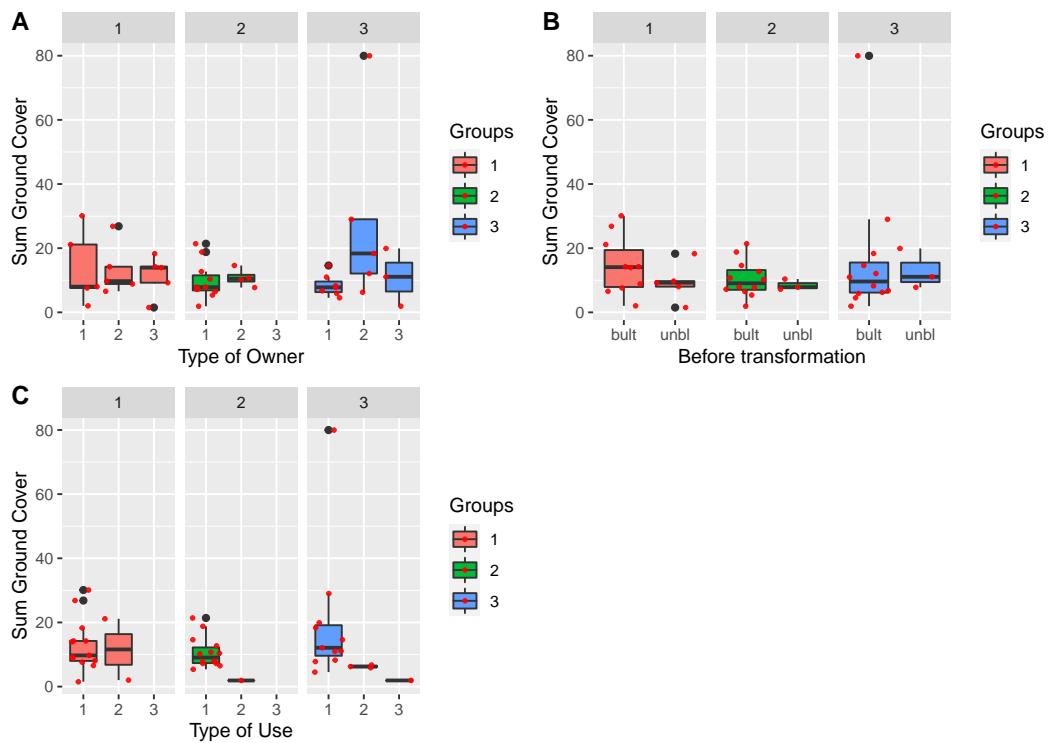 A
1 2 3
80
60
40
20
0
Sum Ground Cover
1 2 3 1 2 3 1 2 3
Type of Owner
Groups
1
2
3
B
1 2 3
80
60
40
20
0
Sum Ground Cover
bult unbl bult unbl bult unbl
Before transformation
Groups
1
2
3
C
1 2 3
80
60
40
20
0
Sum Ground Cover
1 2 3 1 2 3 1 2 3
Type of Use
Groups
1
2
3